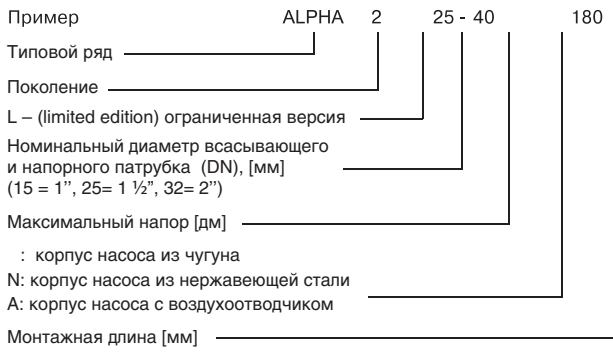 Пример ALPHA 2 25 - 40 180
Типовой ряд
Поколение
L – (limited edition) ограниченная версия
Номинальный диаметр всасывающего
и напорного патрубка (DN), [мм]
(15 = 1’’, 25= 1 ½”, 32= 2’’)
Максимальный напор [дм]
: корпус насоса из чугуна
N: корпус насоса из нержавеющей стали
A: корпус насоса с воздухоотводчиком
Монтажная длина [мм]